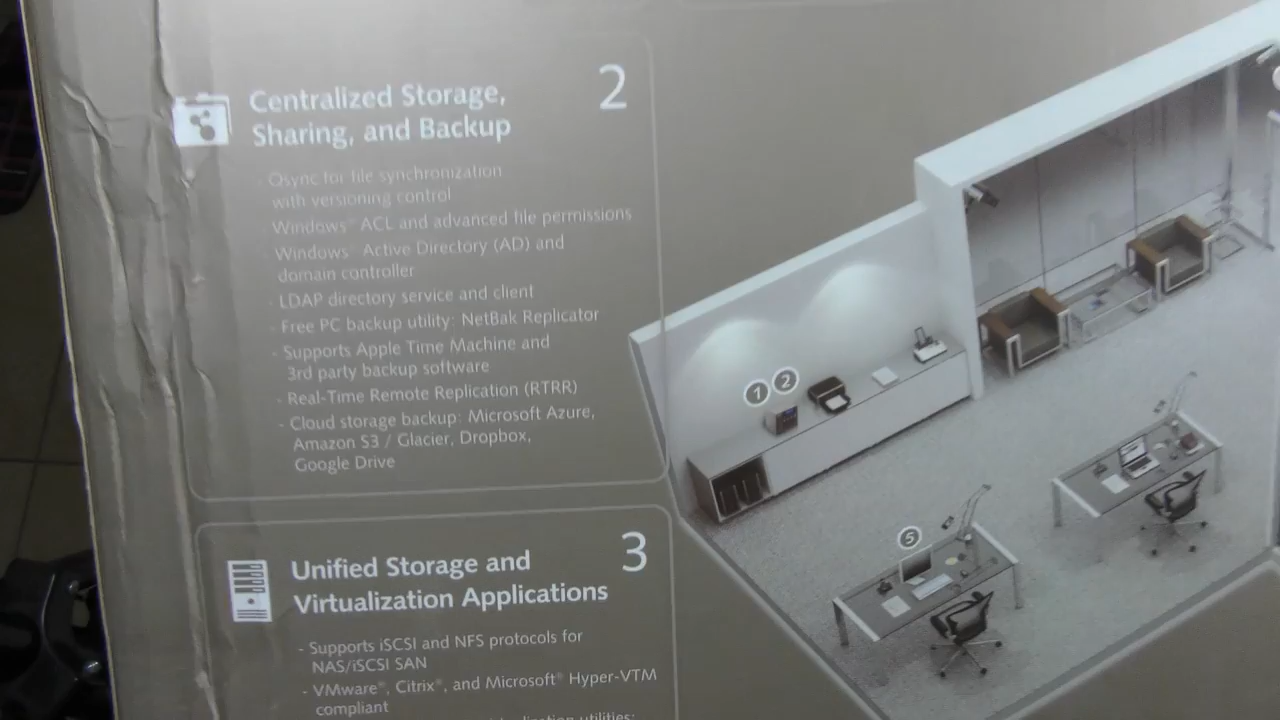 2
Centralized Storage,
Sharing, and Backup
- Qsync for file synchronization
with versioning control
- Windows® ACL and advanced file permissions
- Windows® Active Directory (AD) and
domain controller
- LDAP directory service and client
- Free PC backup utility: NetBak Replicator
- Supports Apple Time Machine and
3rd party backup software
- Real-Time Remote Replication (RTRR)
- Cloud storage backup: Microsoft Azure,
Amazon S3 / Glacier, Dropbox,
Google Drive
3
Unified Storage and
Virtualization Applications
- Supports iSCSI and NFS protocols for
NAS/iSCSI SAN
- VMware®, Citrix®, and Microsoft® Hyper-VTM
compliant
utilities:
1 2
5